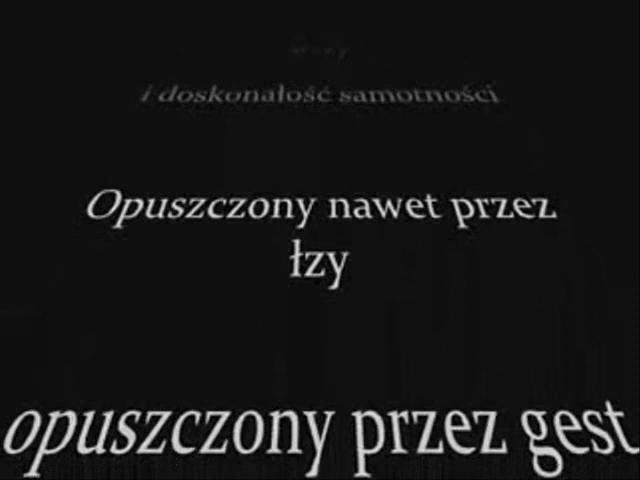 i doskonałość samotności
Opuszczony nawet przez
łzy
opuszczony przez gest